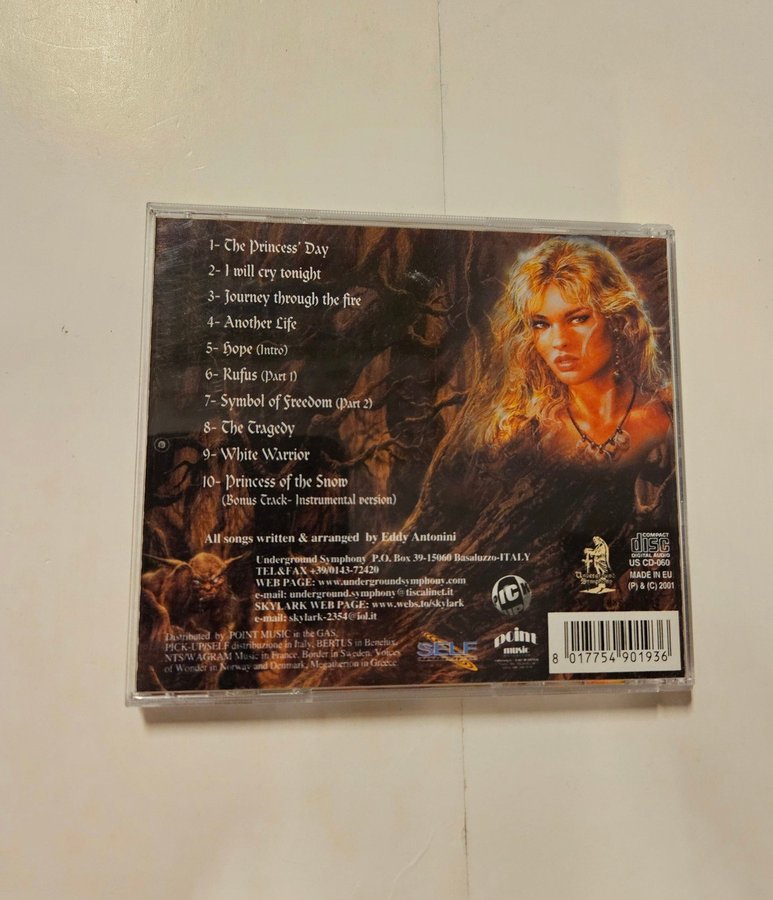 1- The Princess' Day
2- I will cry tonight
3- Journey through the fire
4- Another Life
5- Hope (Intro)
6- Rufus (Part 1)
7- Symbol of Freedom (Part 2)
8- The Tragedy
9- White Warrior
10- Princess of the Snow
(Bonus Track- Instrumental version)
All songs written & arranged by Eddy Antonini
Underground Symphony P.O. Box 39-15060 Basaluzzo-ITALY
TEL&FAX +39/0143-72420
WEB PAGE: www.undergroundsymphony.com
e-mail: underground.symphony@tiscalinet.it
SKYLARK WEB PAGE: www.webs.to/skylark
e-mail: skylark-2354@iol.it
Distributed by POINT MUSIC in the GAS,
PICK-UP/SELF distribuzione in Italy, BERTUS in Benelux,
NTS/WAGRAM Music in France, Border in Sweden, Voices
of Wonder in Norway and Denmark, Megatherion in Greece
SELF
point
music
Underground
Symphony
COMPACT
disc
DIGITAL AUDIO
US CD-060
MADE IN EU
(P) & (C) 2001
8 017754 901936